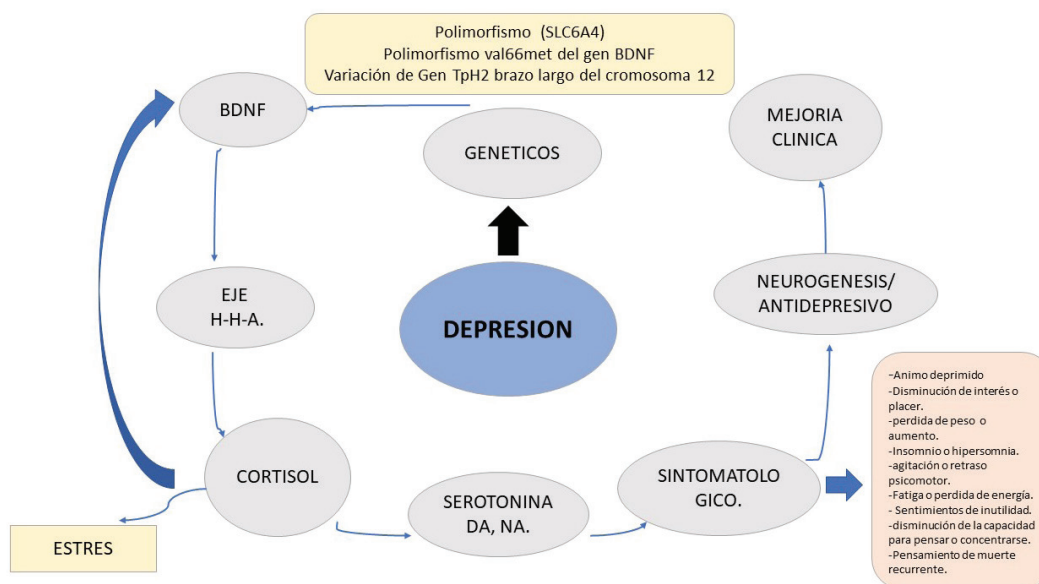 Polimorfismo (SLC6A4)
Polimorfismo val66met del gen BDNF
Variación de Gen TpH2 brazo largo del cromosoma 12
BDNF
GENETICOS
MEJORIA
CLINICA
EJE
H-H-A.
DEPRESION
NEUROGENESIS/
ANTIDEPRESIVO
CORTISOL
SEROTONINA
DA, NA.
SINTOMATOLO
GICO.
ESTRES
-Animo deprimido
-Disminución de interés o
placer.
-perdida de peso o
aumento.
-Insomnio o hipersomnia.
-agitación o retraso
psicomotor.
-Fatiga o perdida de energía.
- Sentimientos de inutilidad.
-disminución de la capacidad
para pensar o concentrarse.
-Pensamiento de muerte
recurrente.